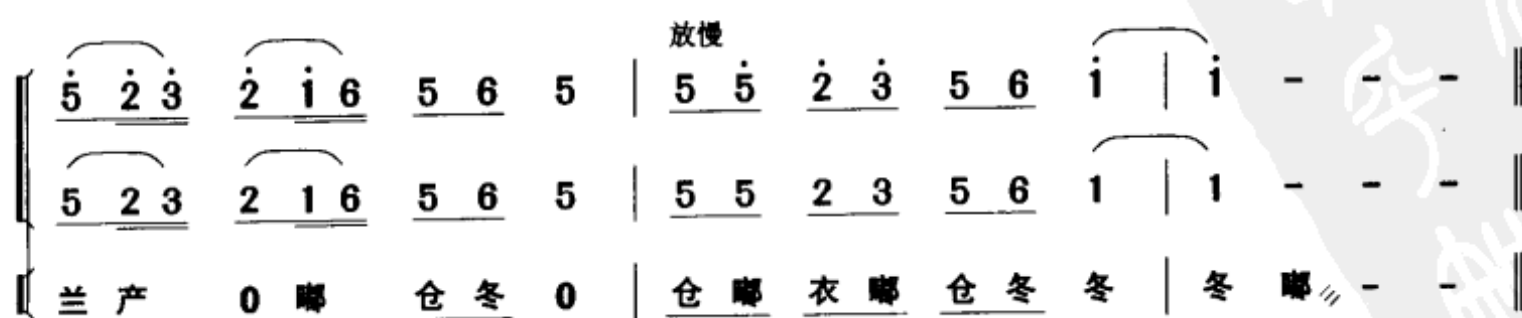 放慢
5̇ 2̇ 3̇ 2̇ 1̇ 6 5 6 5 | 5 5̇ 2̇ 3̇ 5 6 1̇ | 1̇ - - - ‖
5 2 3 2 1 6 5 6 5 | 5 5 2 3 5 6 1 | 1 - - - ‖
兰 产 0 嘟 仓 冬 0 | 仓 嘟 衣 嘟 仓 冬 冬 | 冬 嘟 - - ‖